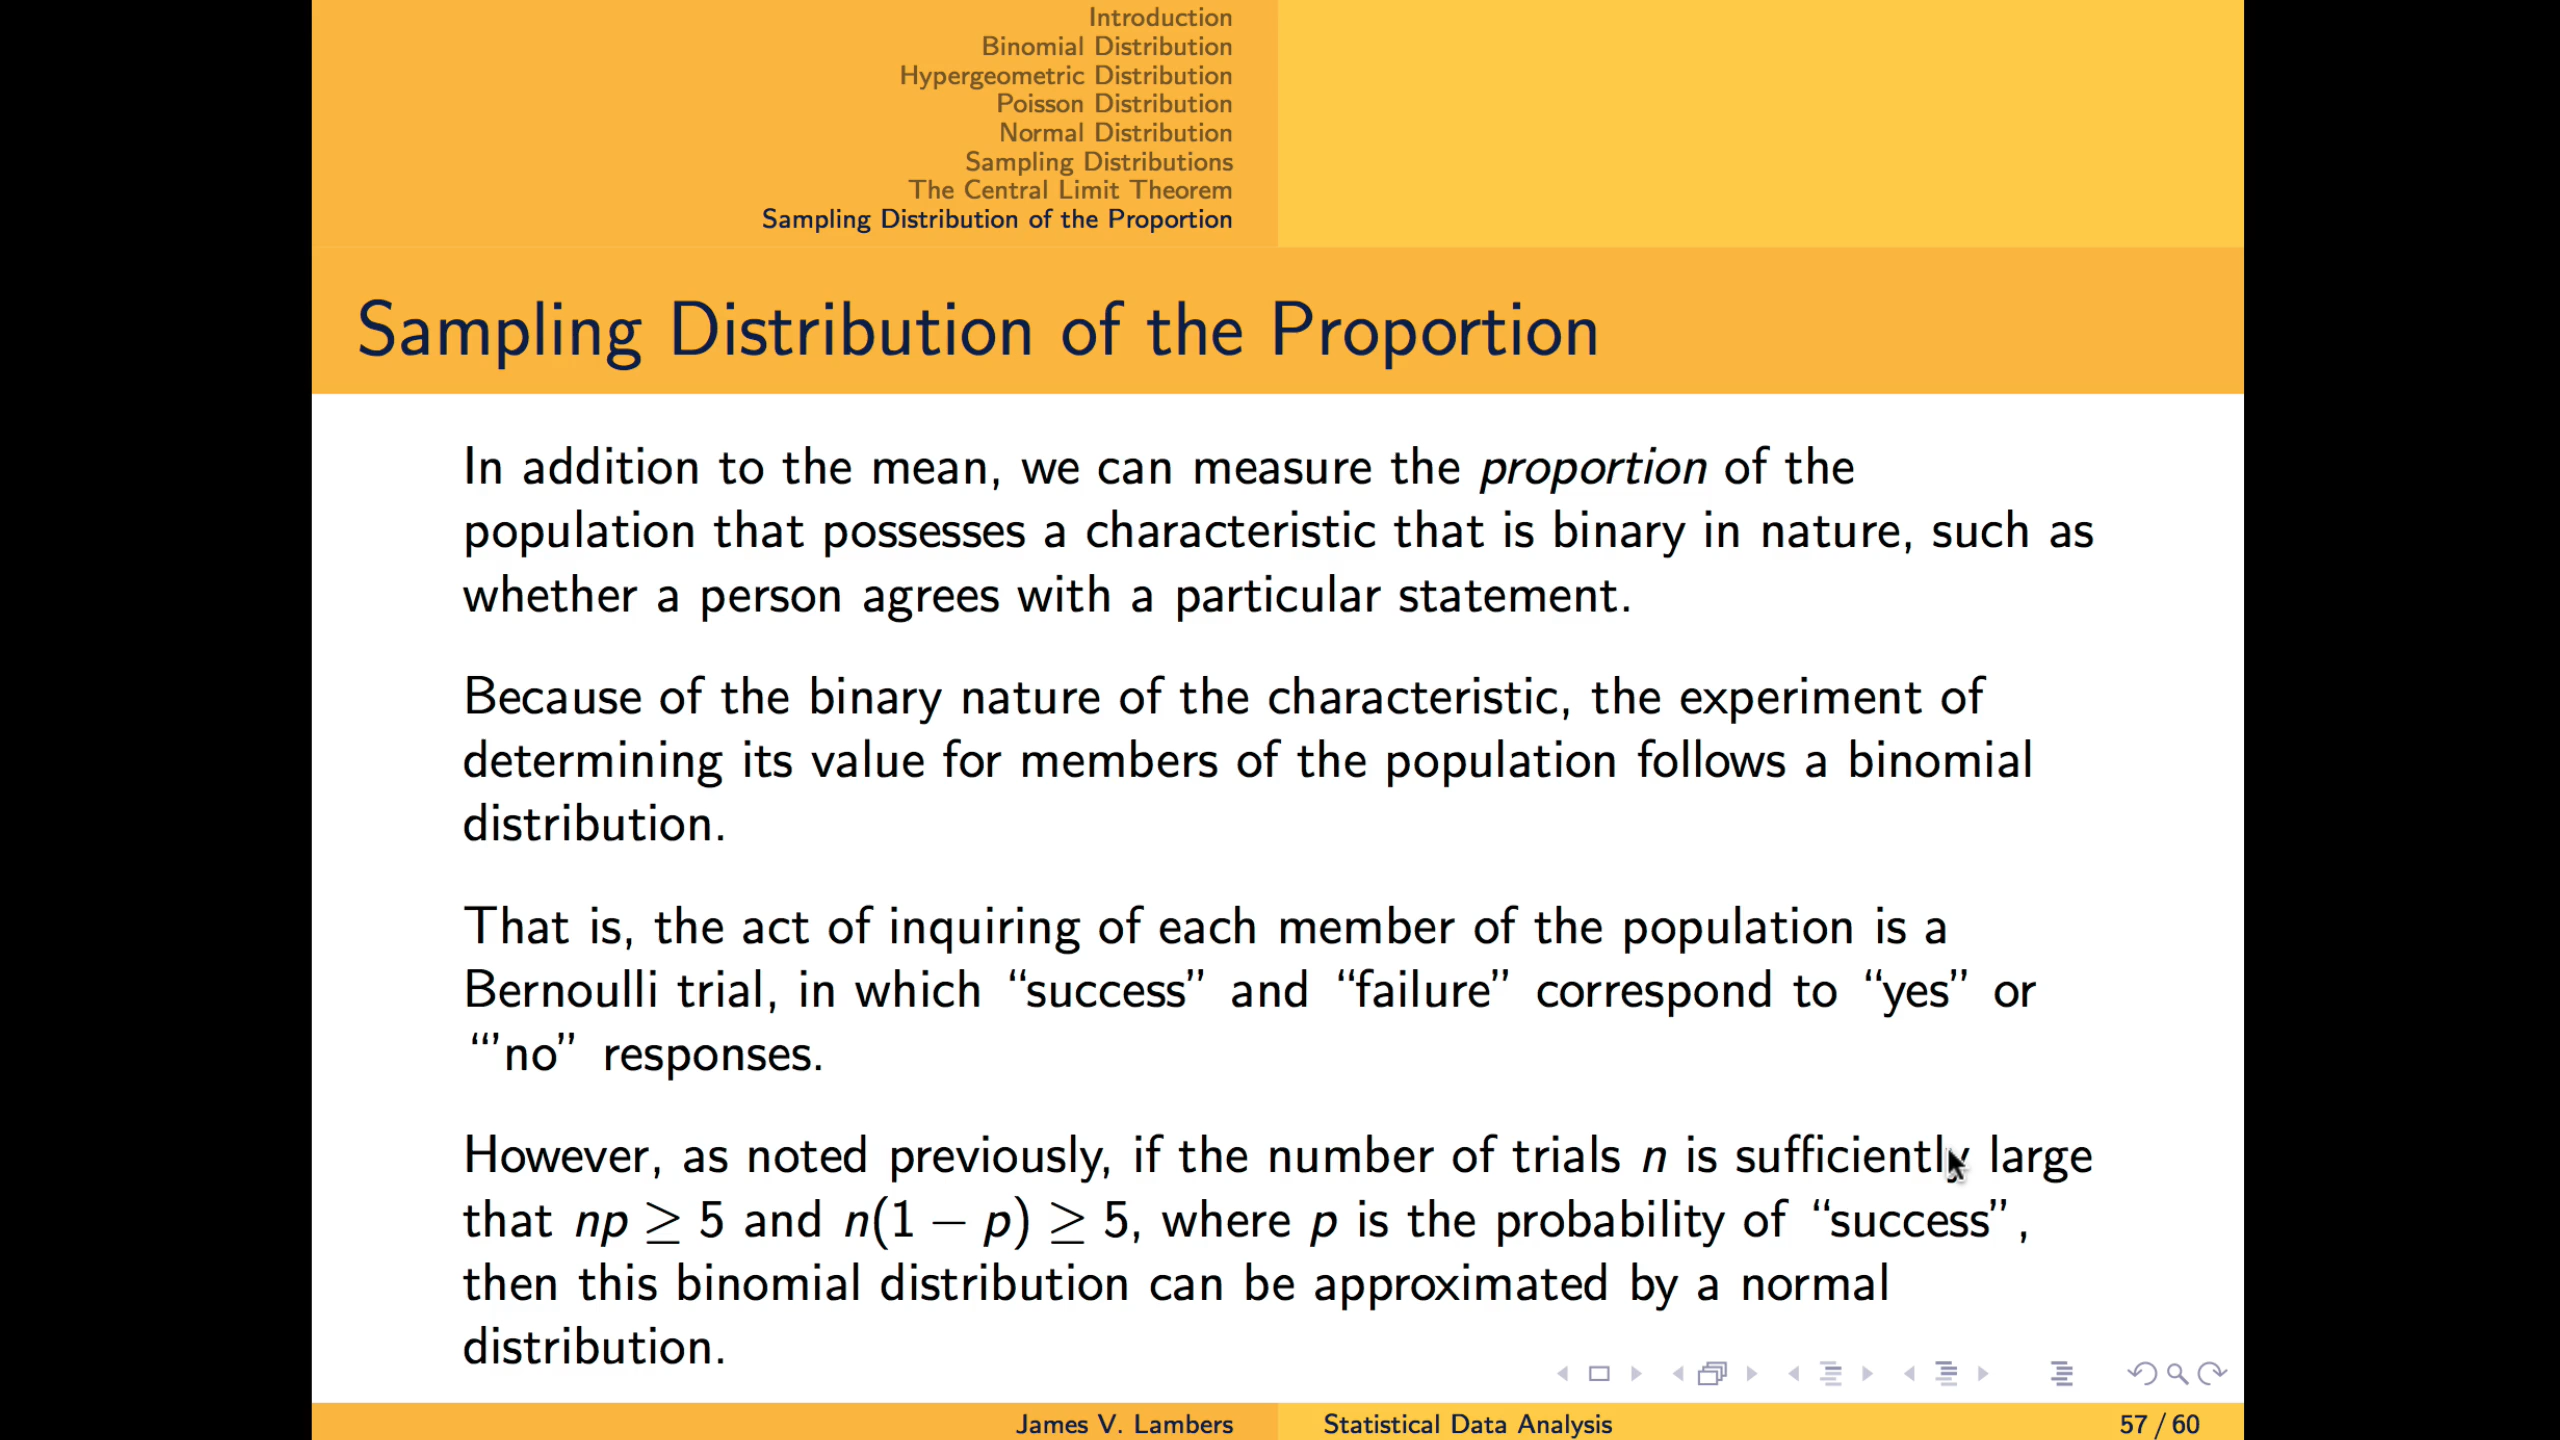 Introduction
Binomial Distribution
Hypergeometric Distribution
Poisson Distribution
Normal Distribution
Sampling Distributions
The Central Limit Theorem
Sampling Distribution of the Proportion
Sampling Distribution of the Proportion
In addition to the mean, we can measure the proportion of the
population that possesses a characteristic that is binary in nature, such as
whether a person agrees with a particular statement.
Because of the binary nature of the characteristic, the experiment of
determining its value for members of the population follows a binomial
distribution.
That is, the act of inquiring of each member of the population is a
Bernoulli trial, in which “success” and “failure” correspond to “yes” or
“’no” responses.
However, as noted previously, if the number of trials n is sufficiently large
that np ≥ 5 and n(1 − p) ≥ 5, where p is the probability of “success”,
then this binomial distribution can be approximated by a normal
distribution.
James V. Lambers
Statistical Data Analysis
57 / 60